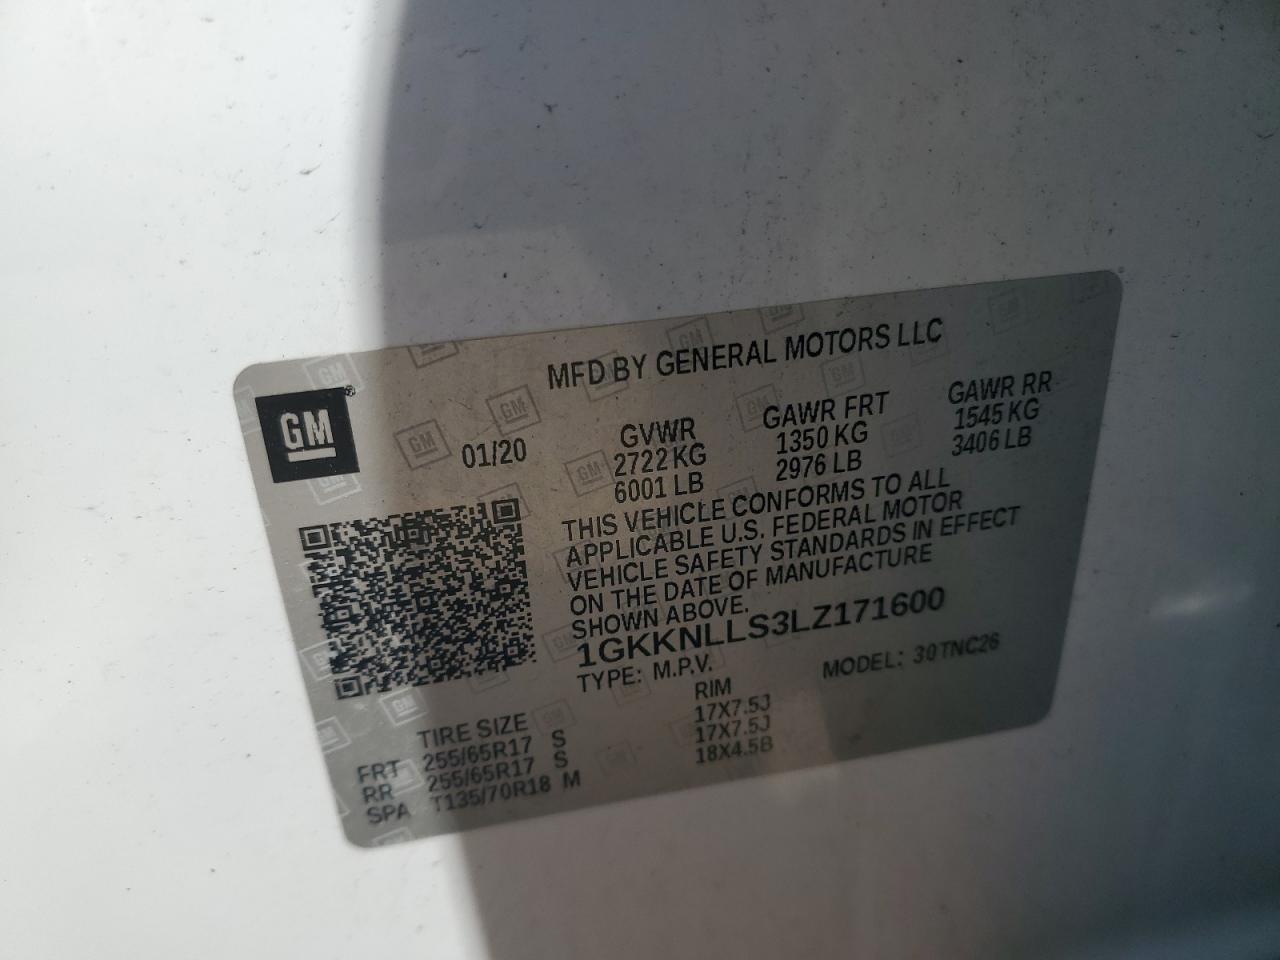 MFD BY GENERAL MOTORS LLC
GM
01/20
GVWR
2722 KG
6001 LB
GAWR FRT
1350 KG
2976 LB
GAWR RR
1545 KG
3406 LB
THIS VEHICLE CONFORMS TO ALL
APPLICABLE U.S. FEDERAL MOTOR
VEHICLE SAFETY STANDARDS IN EFFECT
ON THE DATE OF MANUFACTURE
SHOWN ABOVE.
1GKKNLLS3LZ171600
TYPE: M.P.V. MODEL: 30TNC26
TIRE SIZE RIM
FRT 255/65R17 S 17X7.5J
RR 255/65R17 S 17X7.5J
SPA T135/70R18 M 18X4.5B